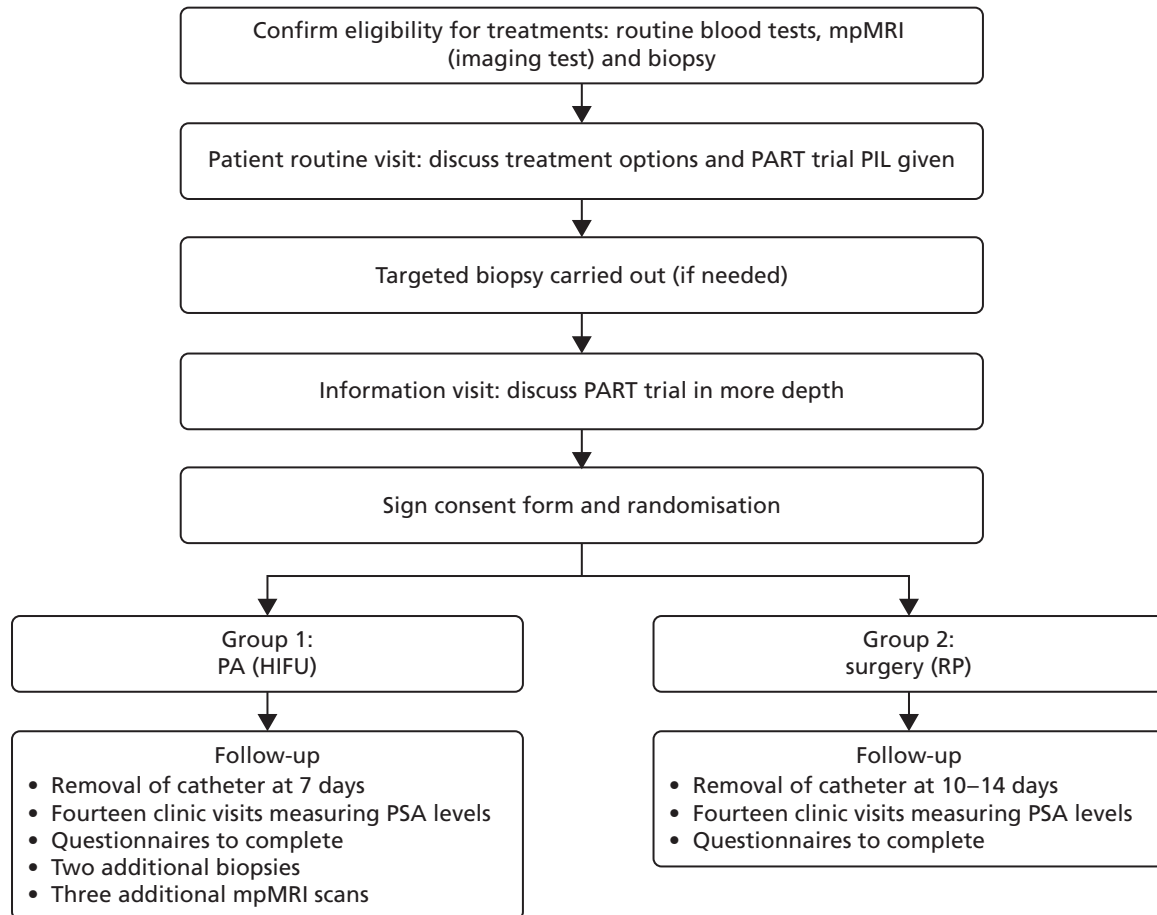 Confirm eligibility for treatments: routine blood tests, mpMRI
(imaging test) and biopsy
Patient routine visit: discuss treatment options and PART trial PIL given
Targeted biopsy carried out (if needed)
Information visit: discuss PART trial in more depth
Sign consent form and randomisation
Group 1:
PA (HIFU)
Follow-up
• Removal of catheter at 7 days
• Fourteen clinic visits measuring PSA levels
• Questionnaires to complete
• Two additional biopsies
• Three additional mpMRI scans
Group 2:
surgery (RP)
Follow-up
• Removal of catheter at 10–14 days
• Fourteen clinic visits measuring PSA levels
• Questionnaires to complete